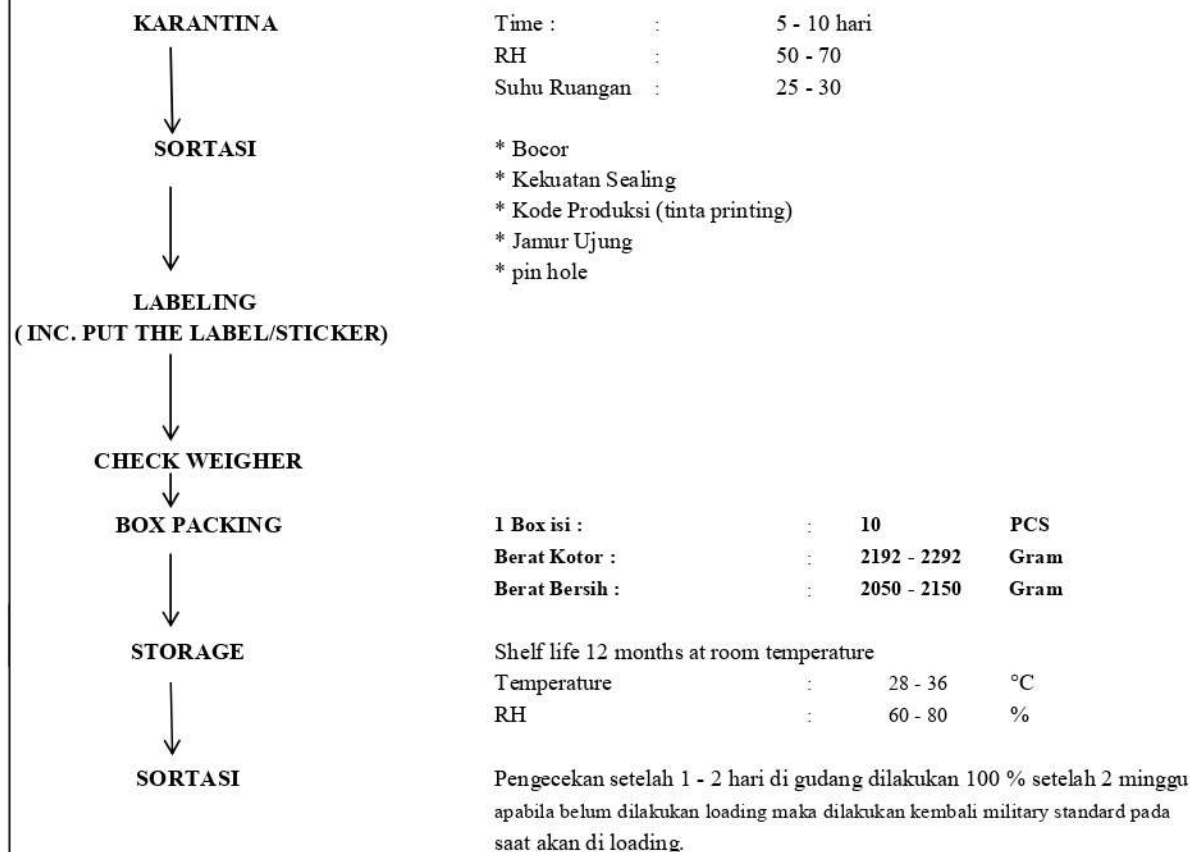 KARANTINA Time : : 5 - 10 hari
RH : 50 - 70
Suhu Ruangan : 25 - 30
SORTASI * Bocor
* Kekuatan Sealing
* Kode Produksi (tinta printing)
* Jamur Ujung
* pin hole
LABELING
( INC. PUT THE LABEL/STICKER)
CHECK WEIGHER
BOX PACKING 1 Box isi : : 10 PCS
Berat Kotor : : 2192 - 2292 Gram
Berat Bersih : : 2050 - 2150 Gram
STORAGE Shelf life 12 months at room temperature
Temperature : 28 - 36 °C
RH : 60 - 80 %
SORTASI Pengecekan setelah 1 - 2 hari di gudang dilakukan 100 % setelah 2 minggu
apabila belum dilakukan loading maka dilakukan kembali military standard pada
saat akan di loading.